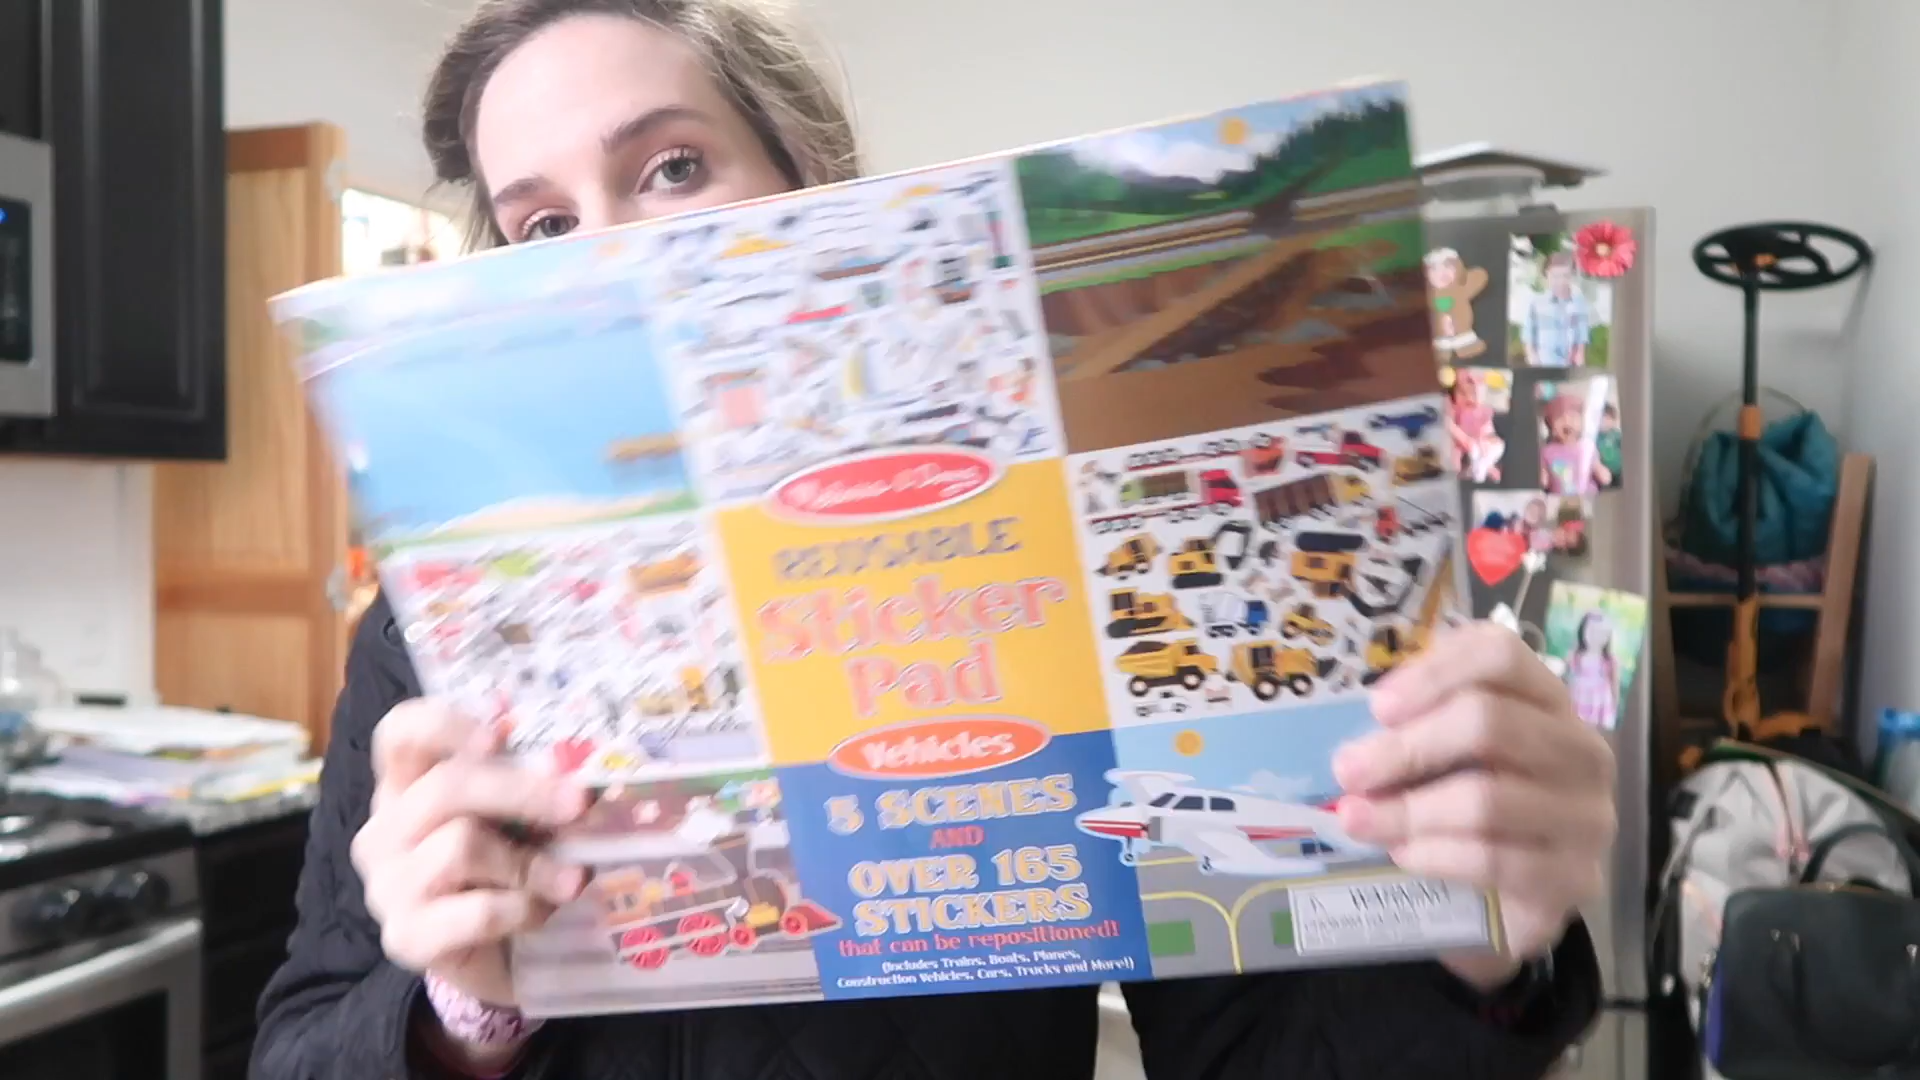 Melissa & Doug
REUSABLE
Sticker
Pad
Vehicles
5 SCENES
AND
OVER 165
STICKERS
that can be repositioned!
(Includes Trains, Boats, Planes,
Construction Vehicles, Cars, Trucks and More!)
WARNING